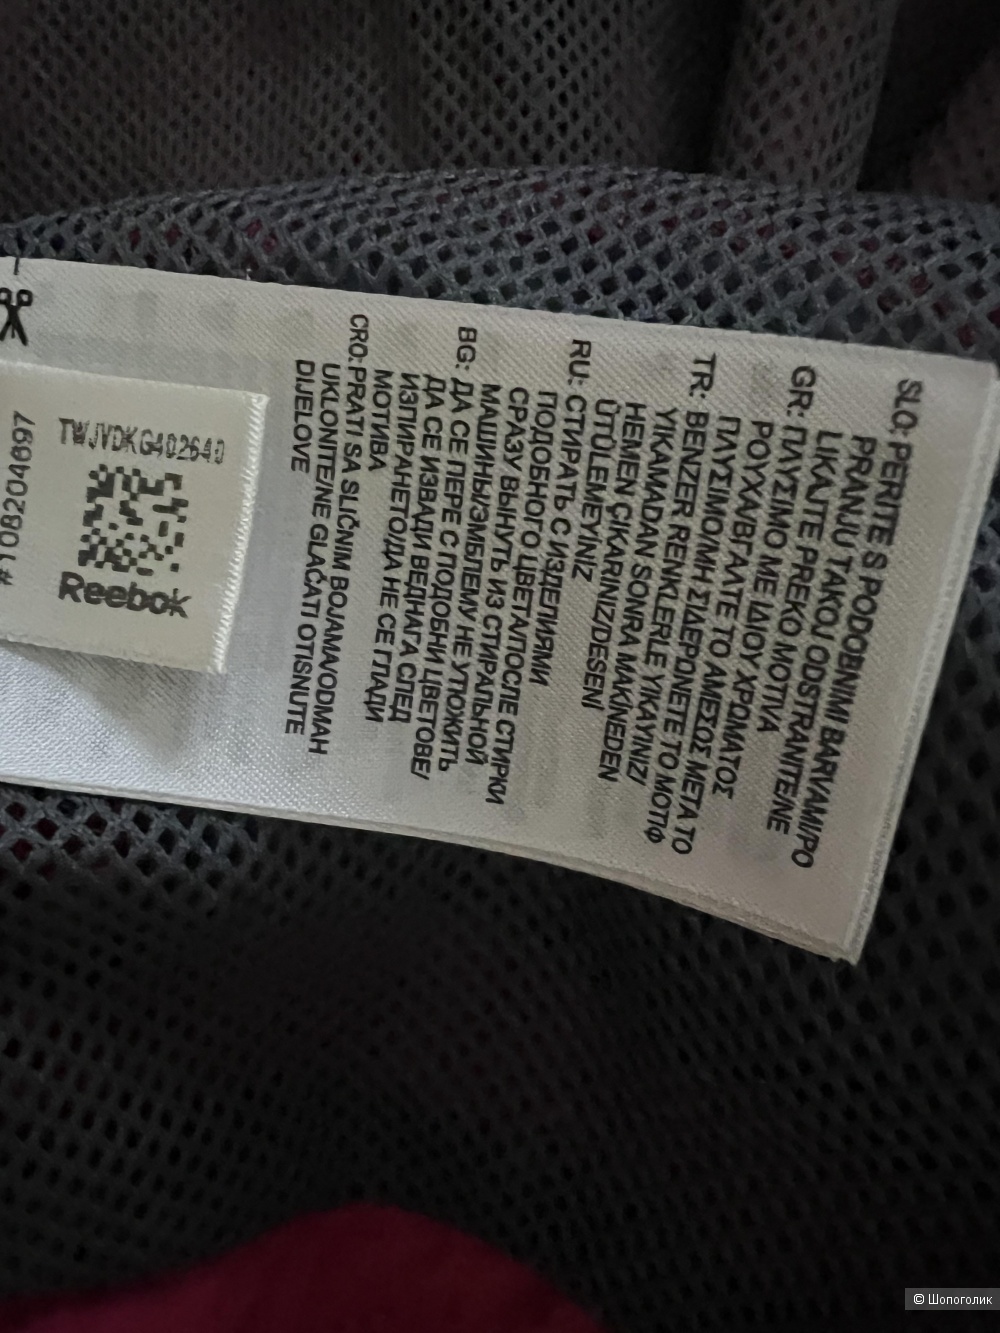 SLO: PERITE S PODOBNIMI BARVAMI/PO
PRANJU TAKOJ ODSTRANITE/NE
LIKAJTE PREKO MOTIVA
GR: ΠΛΥΣΙΜΟ ΜΕ ΙΔΙΟΥ ΧΡΩΜΑΤΟΣ
ΡΟΥΧΑ/ΒΓΑΛΤΕ ΤΟ ΑΜΕΣΩΣ ΜΕΤΑ ΤΟ
ΠΛΥΣΙΜΟ/ΜΗ ΣΙΔΕΡΩΝΕΤΕ ΤΟ ΜΟΤΙΦ
TR: BENZER RENKLERLE YIKAYINIZ/
YIKAMADAN SONRA MAKİNEDEN
HEMEN ÇIKARINIZ/DESENİ
ÜTÜLEMEYİNİZ
RU: СТИРАТЬ С ИЗДЕЛИЯМИ
ПОДОБНОГО ЦВЕТА/ПОСЛЕ СТИРКИ
СРАЗУ ВЫНУТЬ ИЗ СТИРАЛЬНОЙ
МАШИНЫ/ЭМБЛЕМУ НЕ УТЮЖИТЬ
BG: ДА СЕ ПЕРЕ С ПОДОБНИ ЦВЕТОВЕ/
ДА СЕ ИЗВАДИ ВЕДНАГА СЛЕД
ИЗПИРАНЕТО/ДА НЕ СЕ ГЛАДИ
МОТИВА
CRO: PRATI SA SLIČNIM BOJAMA/ODMAH
UKLONITE/NE GLAČATI OTISNUTE
DIJELOVE
TWJVDKG402640
Reebok
#108204697
© Шопоголик